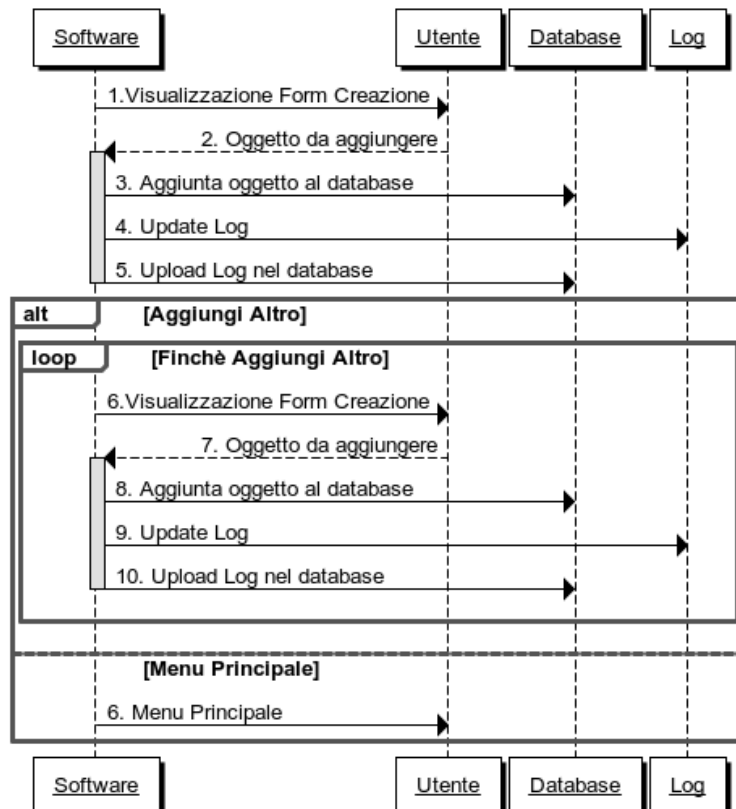 Software Utente Database Log
1.Visualizzazione Form Creazione
2. Oggetto da aggiungere
3. Aggiunta oggetto al database
4. Update Log
5. Upload Log nel database
alt [Aggiungi Altro]
loop [Finchè Aggiungi Altro]
6.Visualizzazione Form Creazione
7. Oggetto da aggiungere
8. Aggiunta oggetto al database
9. Update Log
10. Upload Log nel database
[Menu Principale]
6. Menu Principale
Software Utente Database Log